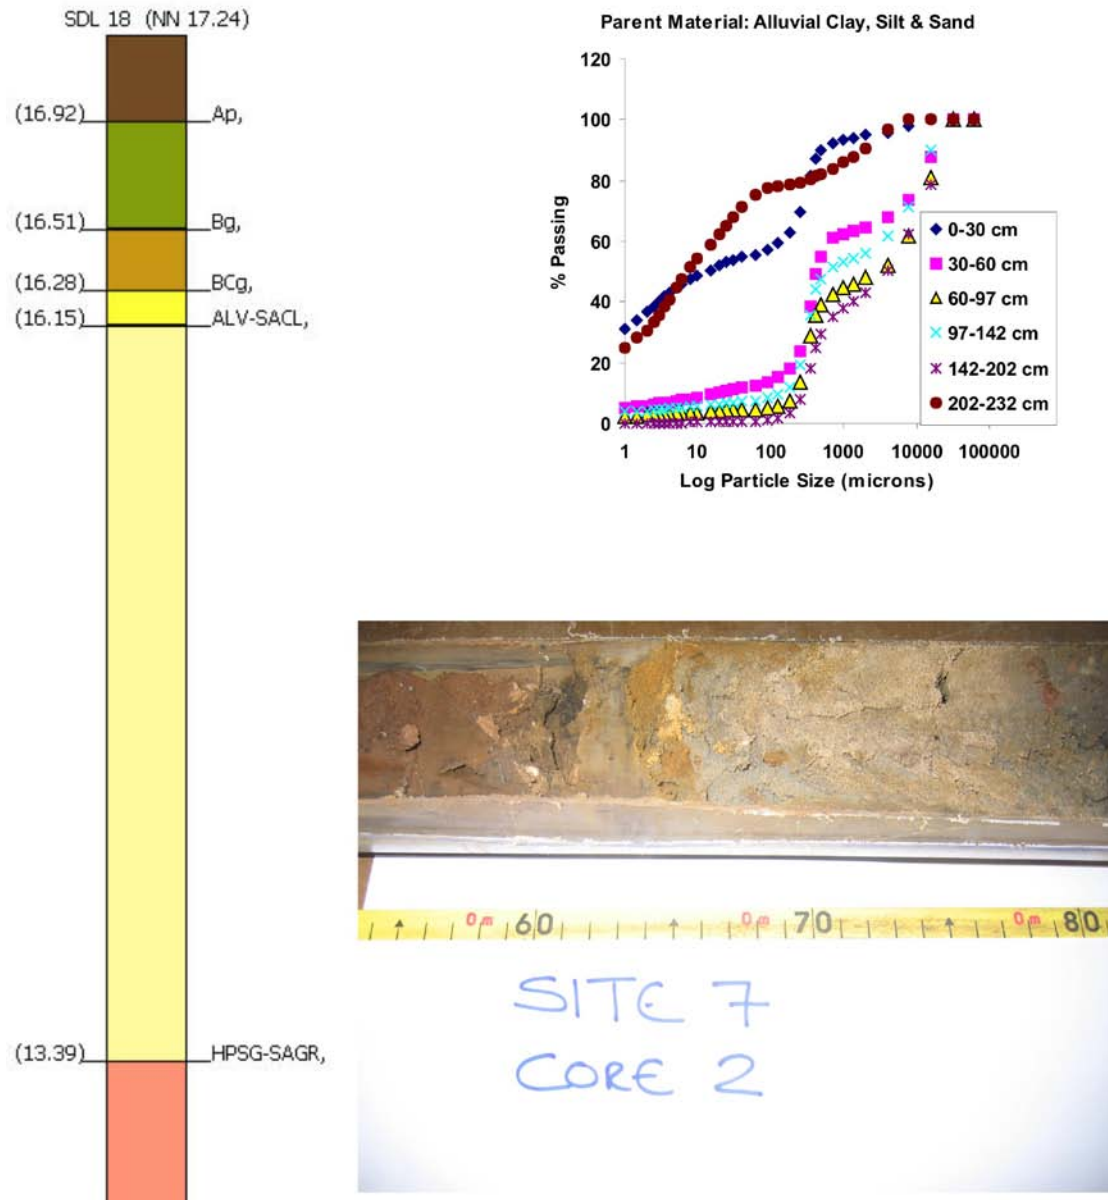 SDL 18 (NN 17.24)
(16.92) Ap,
(16.51) Bg,
(16.28) BCg,
(16.15) ALV-SACL,
(13.39) HPSG-SAGR,
Parent Material: Alluvial Clay, Silt & Sand
% Passing
120
100
80
60
40
20
0
1 10 100 1000 10000 100000
Log Particle Size (microns)
0-30 cm
30-60 cm
60-97 cm
97-142 cm
142-202 cm
202-232 cm
0m 60 0m 70 0m 80
SITE 7
CORE 2